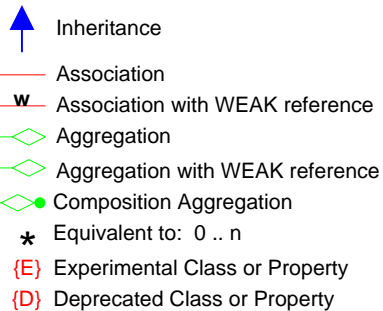 Inheritance
Association
w Association with WEAK reference
Aggregation
Aggregation with WEAK reference
Composition Aggregation
* Equivalent to: 0 .. n
{E} Experimental Class or Property
{D} Deprecated Class or Property